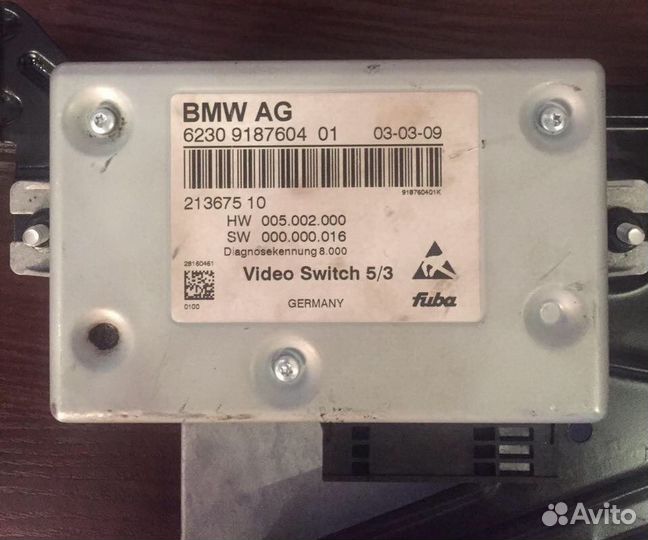 BMW AG
6230 9187604 01 03-03-09
918760401K
213675 10
HW 005.002.000
SW 000.000.016
Diagnosekennung 8.000
28160461
Video Switch 5/3
0100
GERMANY
fuba
Avito